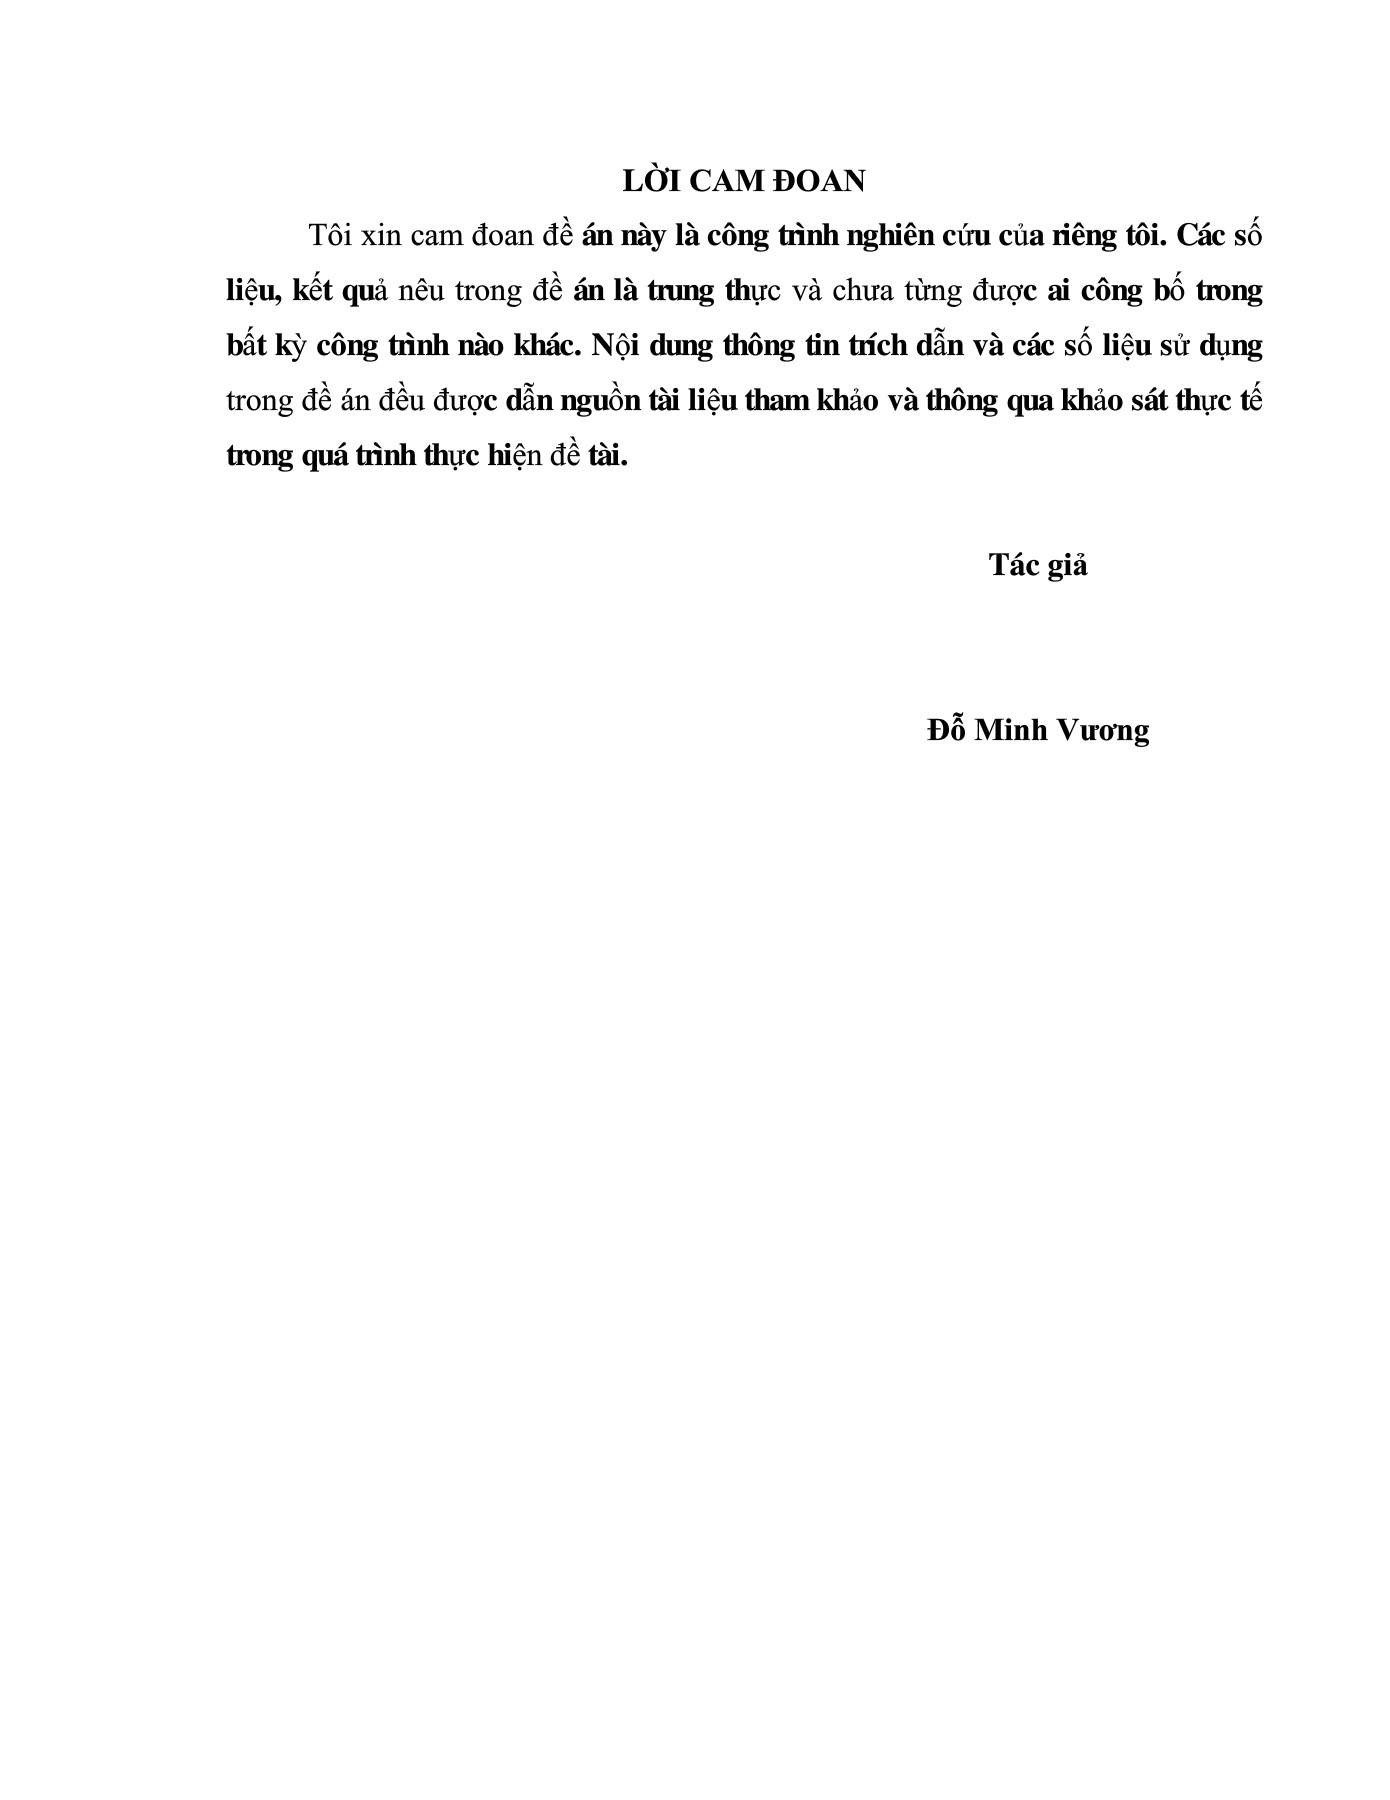 LỜI CAM ĐOAN
Tôi xin cam đoan đề án này là công trình nghiên cứu của riêng tôi. Các số
liệu, kết quả nêu trong đề án là trung thực và chưa từng được ai công bố trong
bất kỳ công trình nào khác. Nội dung thông tin trích dẫn và các số liệu sử dụng
trong đề án đều được dẫn nguồn tài liệu tham khảo và thông qua khảo sát thực tế
trong quá trình thực hiện đề tài.
Tác giả
Đỗ Minh Vương